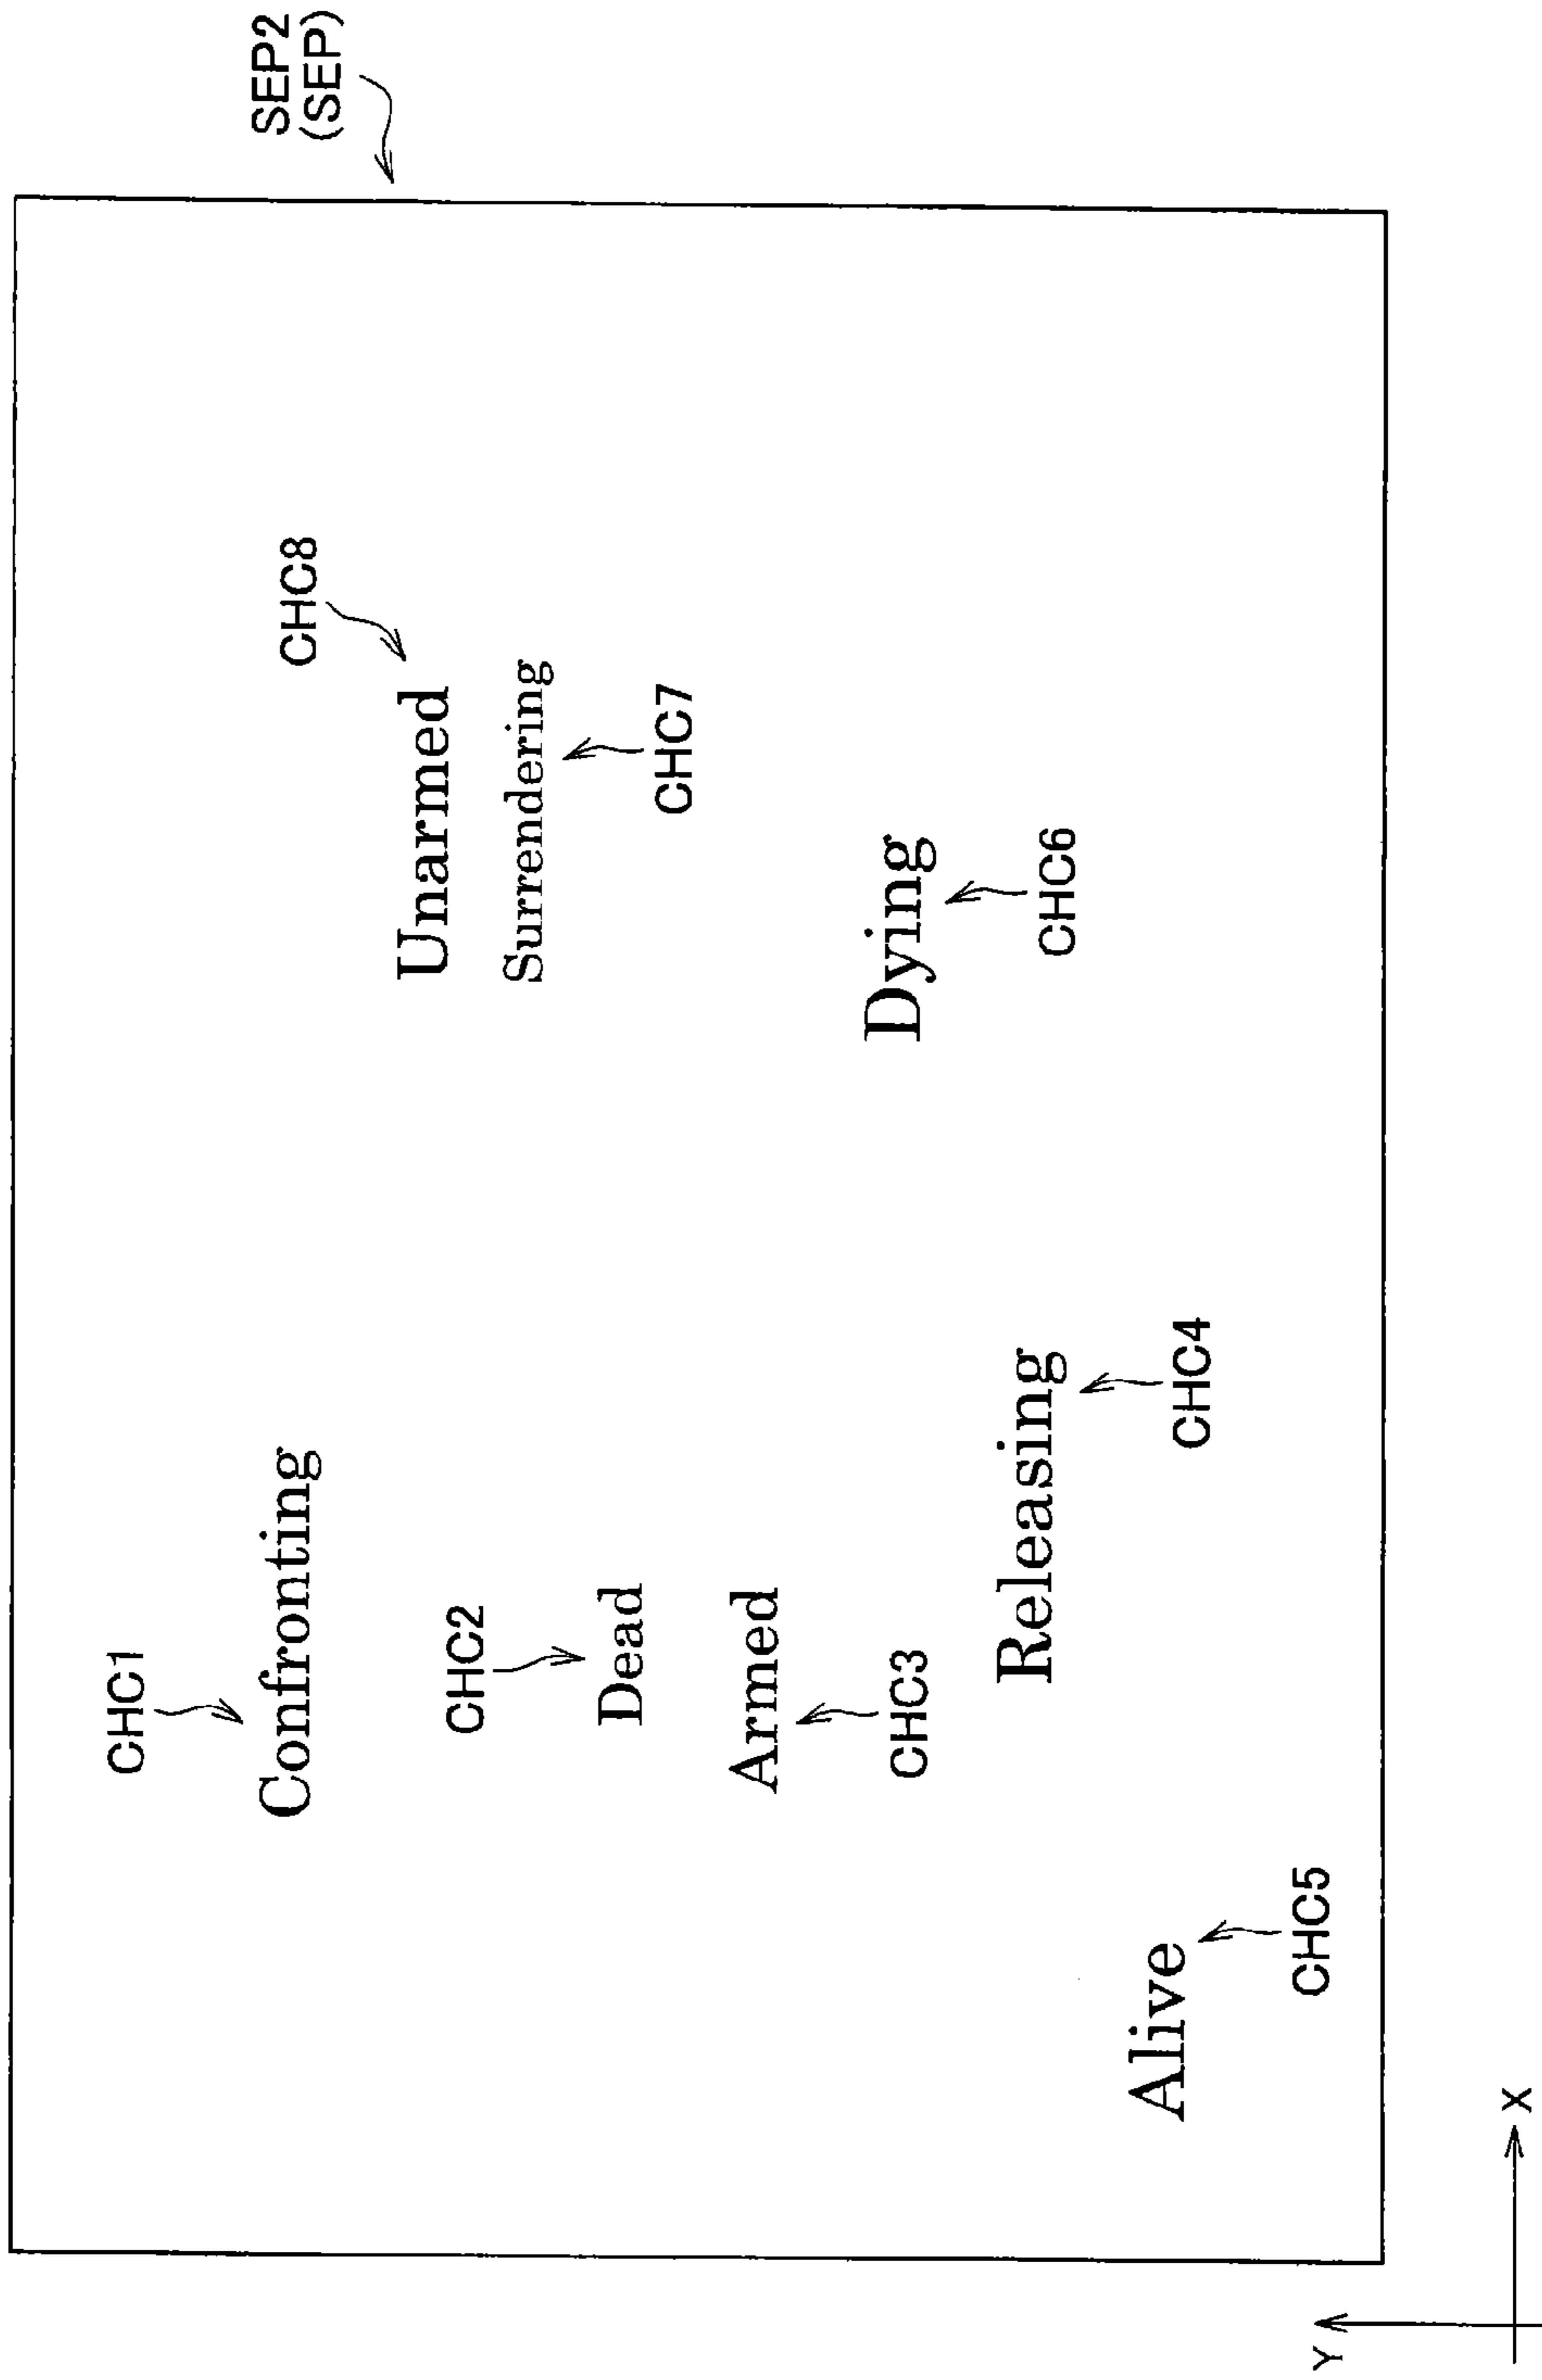 SEP2
(SEP)
CHC1
Confronting
CHC8
Unarmed
CHC2
Surrendering
Dead
CHC7
Armed
Dying
CHC3
CHC6
Releasing
CHC4
Alive
CHC5
Y
X